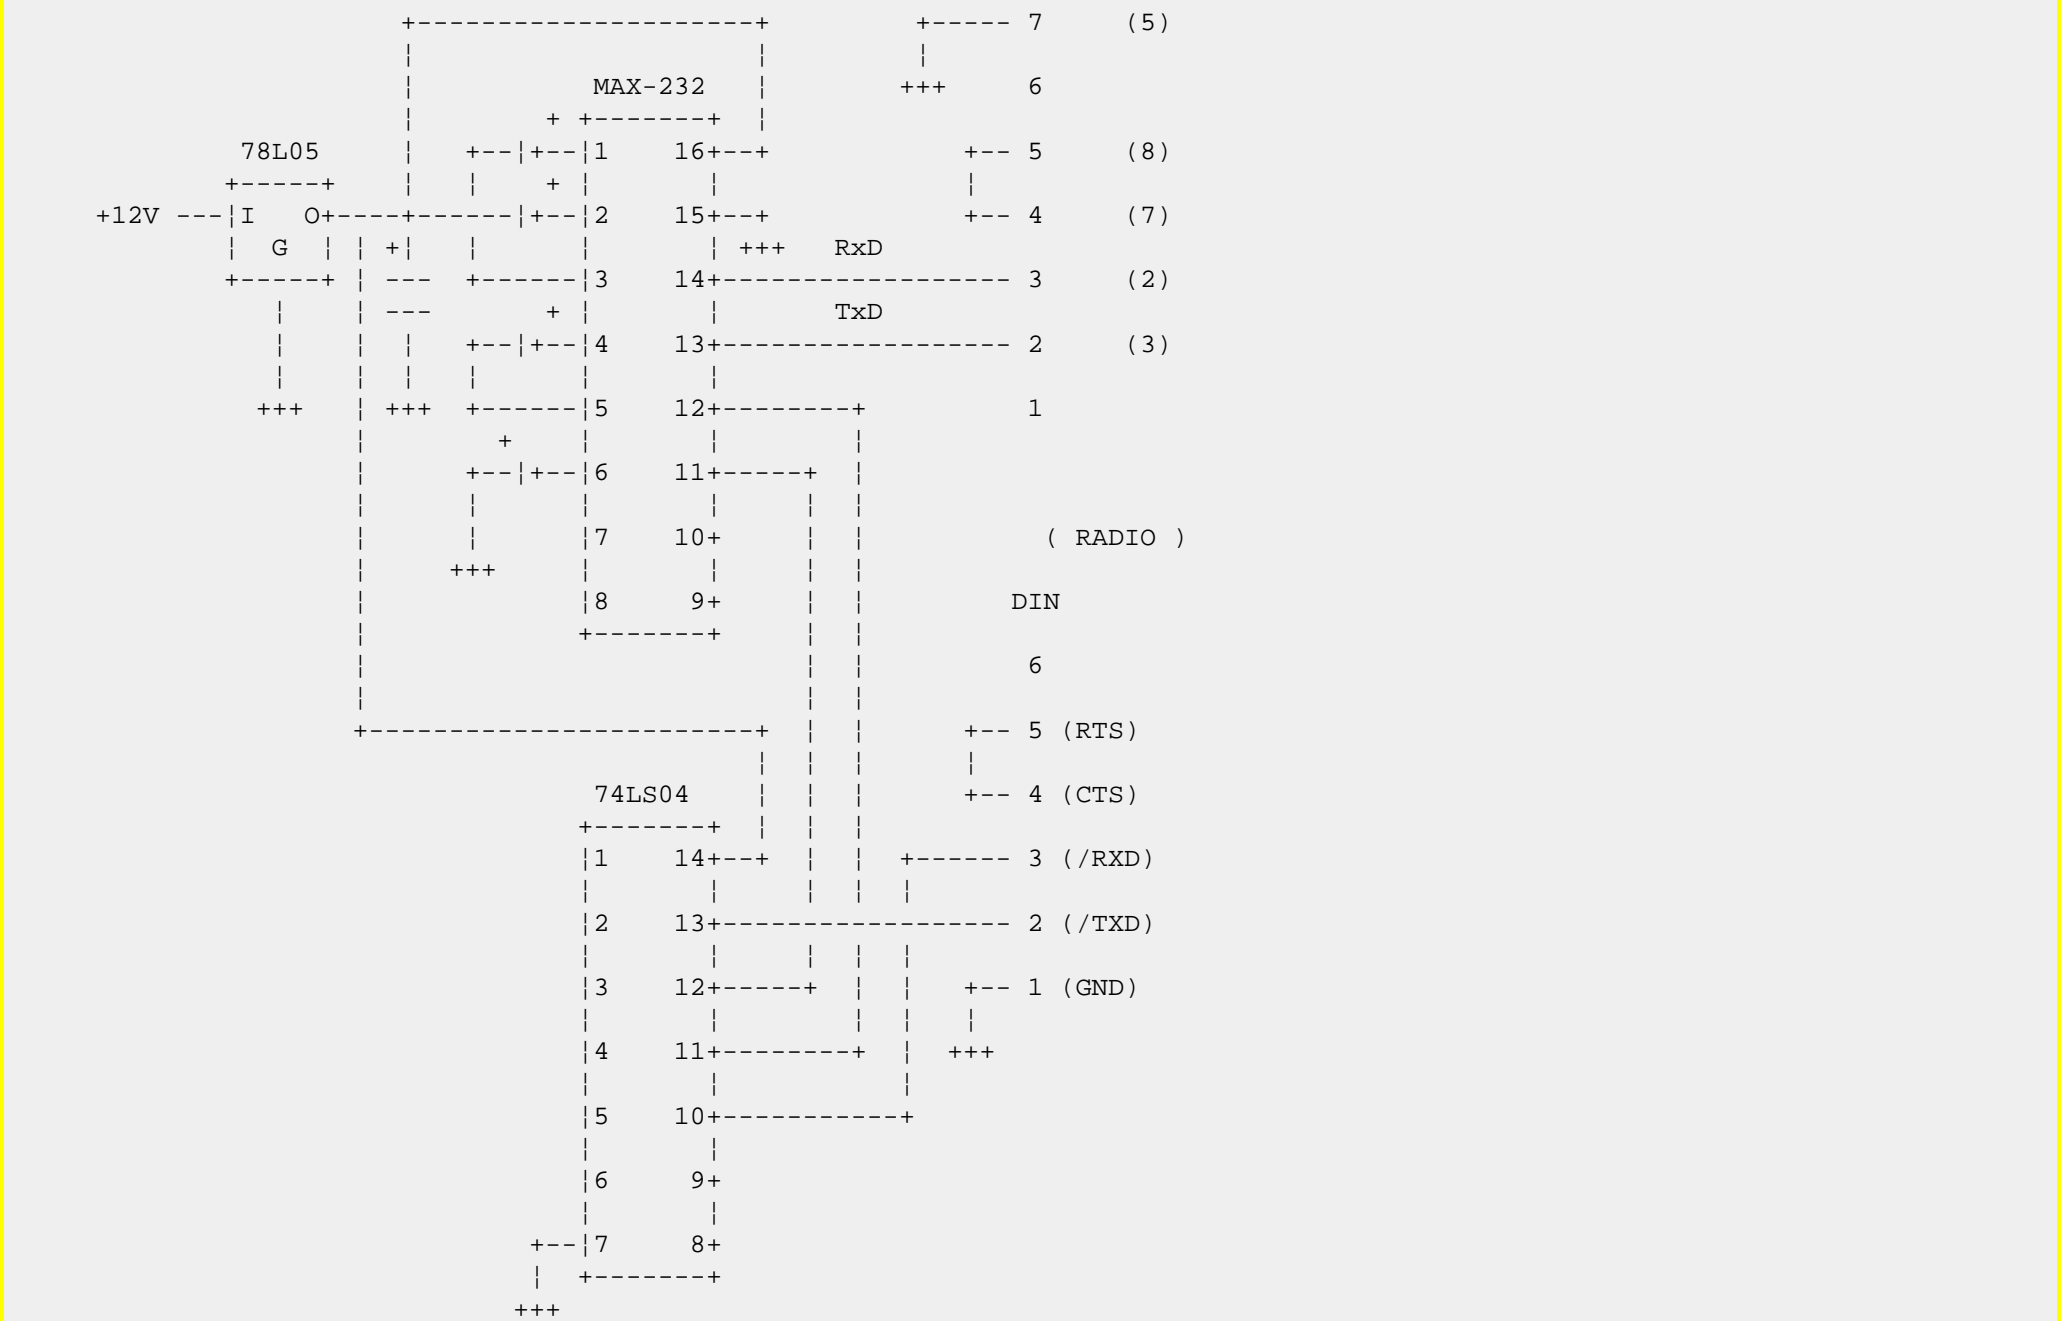 +----------------------+      +----- 7     (5)
¦                      ¦      ¦
¦           MAX-232    ¦     +++     6
¦        + +-------+   ¦
78L05     ¦   +--¦+--¦1    16+--+            +-- 5     (8)
+-----+    ¦   ¦    + ¦       ¦               ¦
+12V ---¦I   O+----+------¦+--¦2    15+--+            +-- 4     (7)
¦  G  ¦ ¦ +¦   ¦      ¦       ¦ +++   RxD
+-----+ ¦ ---  +------¦3    14+------------------ 3     (2)
¦    ¦ ---       + ¦       ¦       TxD
¦    ¦  ¦   +--¦+--¦4    13+------------------ 2     (3)
¦    ¦  ¦   ¦      ¦       ¦
+++   ¦ +++  +------¦5    12+--------+          1
¦        +    ¦       ¦        ¦
¦      +--¦+--¦6    11+-----+  ¦
¦      ¦      ¦       ¦     ¦  ¦
¦      ¦      ¦7    10+     ¦  ¦           ( RADIO )
¦     +++     ¦       ¦     ¦  ¦
¦             ¦8     9+     ¦  ¦         DIN
¦             +-------+     ¦  ¦
¦                           ¦  ¦          6
¦                           ¦  ¦
+------------------------+  ¦  ¦      +-- 5 (RTS)
¦  ¦  ¦      ¦
74LS04    ¦  ¦  ¦      +-- 4 (CTS)
+-------+  ¦  ¦  ¦
¦1    14+--+  ¦  ¦  +------ 3 (/RXD)
¦       ¦     ¦  ¦  ¦
¦2    13+------------------ 2 (/TXD)
¦       ¦     ¦  ¦  ¦
¦3    12+-----+  ¦  ¦   +-- 1 (GND)
¦       ¦        ¦  ¦   ¦
¦4    11+--------+  ¦  +++
¦       ¦           ¦
¦5    10+-----------+
¦       ¦
¦6     9+
¦       ¦
+--¦7     8+
¦  +-------+
+++